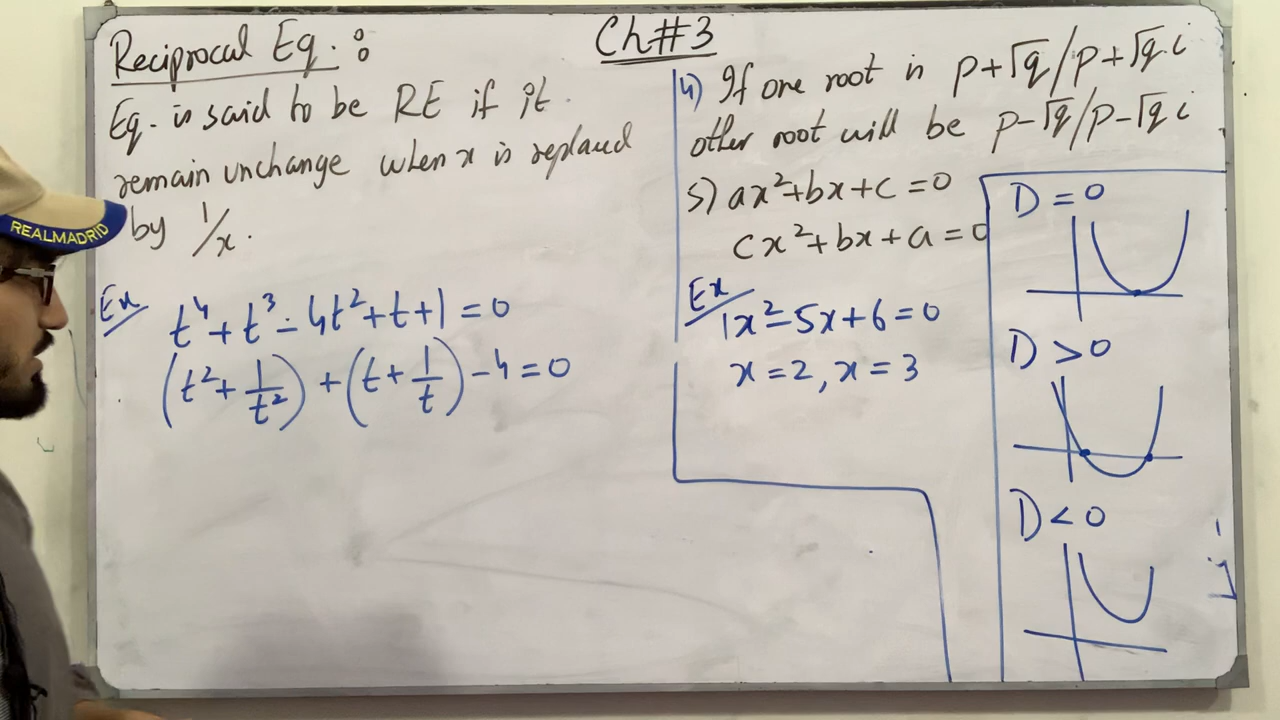 Ch#3
Reciprocal Eq. :
Eq. is said to be RE if it
remain unchange when x is replaced
by 1/x.
Ex t⁴ + t³ - 4t² + t + 1 = 0
(t² + 1/t²) + (t + 1/t) - 4 = 0
4) If one root is p+√q/p+√q i
other root will be p-√q/p-√q i
5) ax²+bx+c=0
cx²+bx+a=0
Ex
1x²-5x+6=0
x=2, x=3
D=0
D>0
D<0
REALMADRID